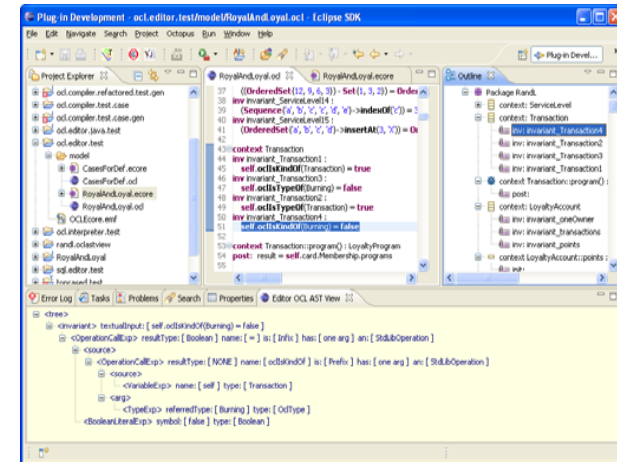 Plug-in Development - ocl.editor.test/model/RoyalAndLoyal.ocl - Eclipse SDK
File Edit Navigate Search Project Octopus Run Window Help
Plug-in Devel...
Project Explorer
ocl.compiler.refactored.test.gen
ocl.compiler.test.case
ocl.compiler.test.case.gen
ocl.editor.java.test
ocl.editor.test
model
CasesForDef.ecore
CasesForDef.ocl
RoyalAndLoyal.ecore
RoyalAndLoyal.ocl
OCLEcore.emf
ocl.interpreter.test
rand.oclastview
RoyalAndLoyal
sql.editor.test
RoyalAndLoyal.ocl
RoyalAndLoyal.ecore
37 ((OrderedSet{12, 9, 6, 3}) - Set{1, 3, 2}) = Order
38 inv invariant_ServiceLevel14 :
39 (Sequence{'a', 'b', 'c', 'c', 'd', 'e'}->indexOf('c')) = 3
40 inv invariant_ServiceLevel15 :
41 (OrderedSet{'a', 'b', 'c', 'd'}->insertAt(3, 'X')) = O
42
43 context Transaction
44 inv invariant_Transaction1 :
45 self.oclIsKindOf(Transaction) = true
46 inv invariant_Transaction3 :
47 self.oclIsTypeOf(Burning) = false
48 inv invariant_Transaction2 :
49 self.oclIsTypeOf(Transaction) = true
50 inv invariant_Transaction4 :
51 self.oclIsKindOf(Burning) = false
52
53 context Transaction::program() : LoyaltyProgram
54 post: result = self.card.Membership.programs
55
Outline
Package RandL
context: ServiceLevel
context: Transaction
inv: invariant_Transaction4
inv: invariant_Transaction2
inv: invariant_Transaction3
inv: invariant_Transaction1
context Transaction::program() :
post:
context: LoyaltyAccount
inv: invariant_oneOwner
inv: invariant_transactions
inv: invariant_points
context LoyaltyAccount::points :
init:
Error Log Tasks Problems Search Properties Editor OCL AST View
<tree>
<invariant> textualInput: [ self.oclIsKindOf(Burning) = false ]
<OperationCallExp> resultType: [ Boolean ] name: [ = ] is: [ Infix ] has: [ one arg ] an: [ StdLibOperation ]
<source>
<OperationCallExp> resultType: [ NONE ] name: [ oclIsKindOf ] is: [ Prefix ] has: [ one arg ] an: [ StdLibOperation ]
<source>
<VariableExp> name: [ self ] type: [ Transaction ]
<arg>
<TypeExp> referredType: [ Burning ] type: [ OclType ]
<BooleanLiteralExp> symbol: [ false ] type: [ Boolean ]